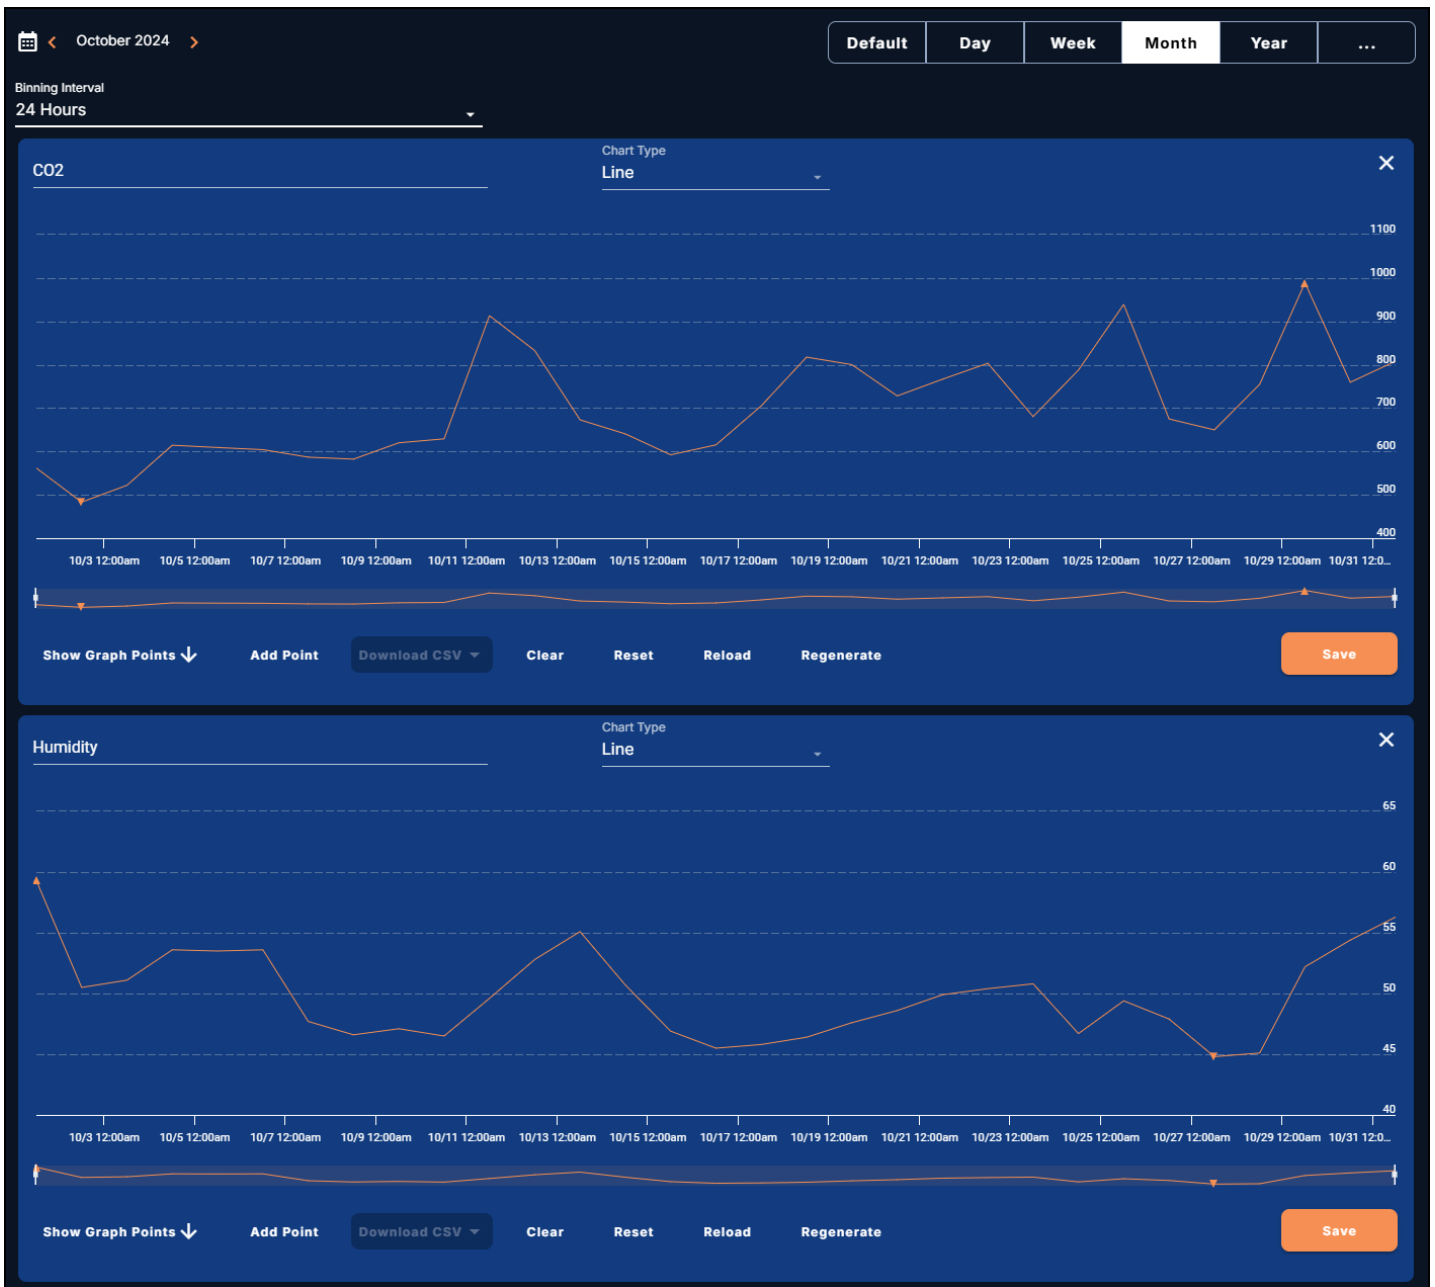 October 2024
Default Day Week Month Year ...
Binning Interval
24 Hours
CO2
Chart Type
Line
1100
1000
900
800
700
600
500
400
10/3 12:00am 10/5 12:00am 10/7 12:00am 10/9 12:00am 10/11 12:00am 10/13 12:00am 10/15 12:00am 10/17 12:00am 10/19 12:00am 10/21 12:00am 10/23 12:00am 10/25 12:00am 10/27 12:00am 10/29 12:00am 10/31 12:0...
Show Graph Points Add Point Download CSV Clear Reset Reload Regenerate Save
Humidity
Chart Type
Line
65
60
55
50
45
40
10/3 12:00am 10/5 12:00am 10/7 12:00am 10/9 12:00am 10/11 12:00am 10/13 12:00am 10/15 12:00am 10/17 12:00am 10/19 12:00am 10/21 12:00am 10/23 12:00am 10/25 12:00am 10/27 12:00am 10/29 12:00am 10/31 12:0...
Show Graph Points Add Point Download CSV Clear Reset Reload Regenerate Save